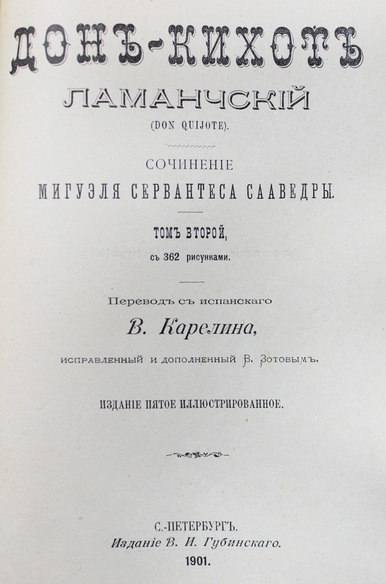 ДОНЪ-КИХОТЪ
ЛАМАНЧСКІЙ
(DON QUIJOTE).
СОЧИНЕНІЕ
МИГУЭЛЯ СЕРВАНТЕСА СААВЕДРЫ.
ТОМЪ ВТОРОЙ,
съ 362 рисунками.
Переводъ съ испанскаго
В. Карелина,
ИСПРАВЛЕННЫЙ И ДОПОЛНЕННЫЙ В. ЗОТОВЫМЪ.
ИЗДАНІЕ ПЯТОЕ ИЛЛЮСТРИРОВАННОЕ.
С.-ПЕТЕРБУРГЪ.
Изданіе В. И. Губинскаго.
1901.